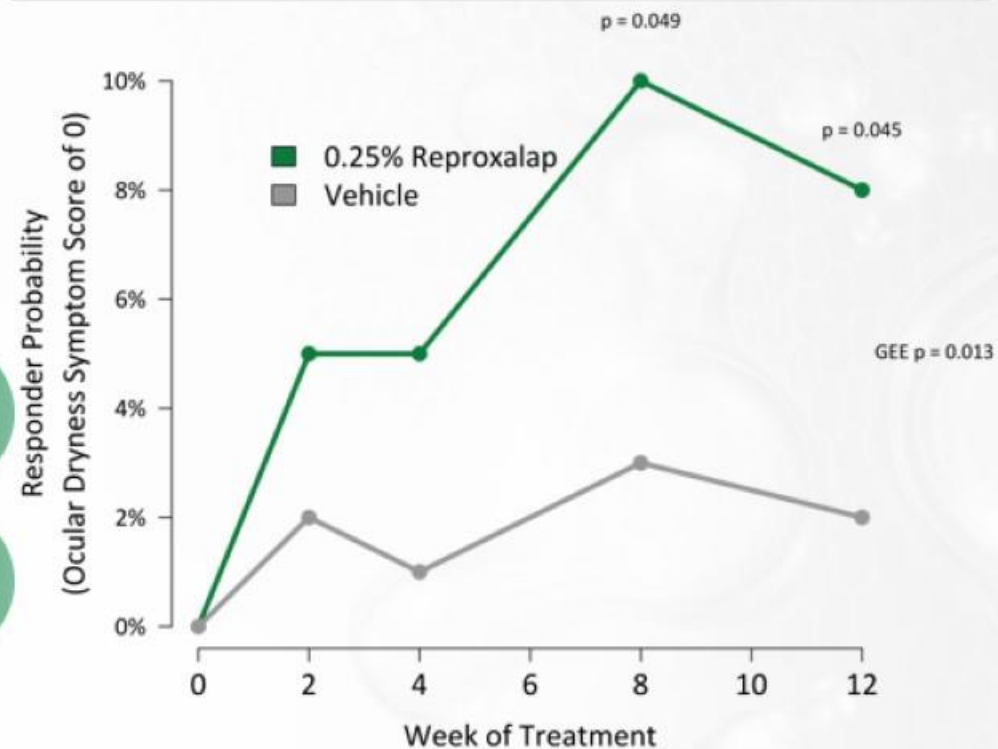 p = 0.049
10%
p = 0.045
0.25% Reproxalap
8%
Vehicle
6%
GEE p = 0.013
4%
2%
0%
Responder Probability
(Ocular Dryness Symptom Score of 0)
0 2 4 6 8 10 12
Week of Treatment